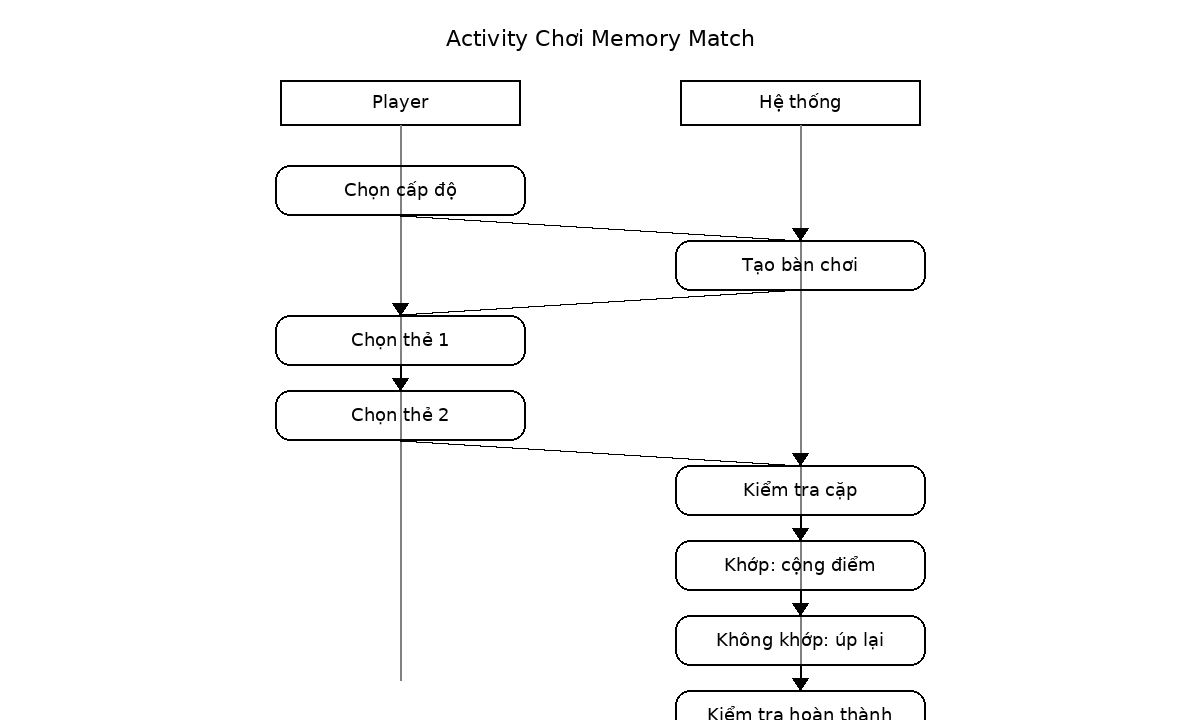 Activity Chơi Memory Match
Player
Hệ thống
Chọn cấp độ
Tạo bàn chơi
Chọn thẻ 1
Chọn thẻ 2
Kiểm tra cặp
Khớp: cộng điểm
Không khớp: úp lại
Kiểm tra hoàn thành